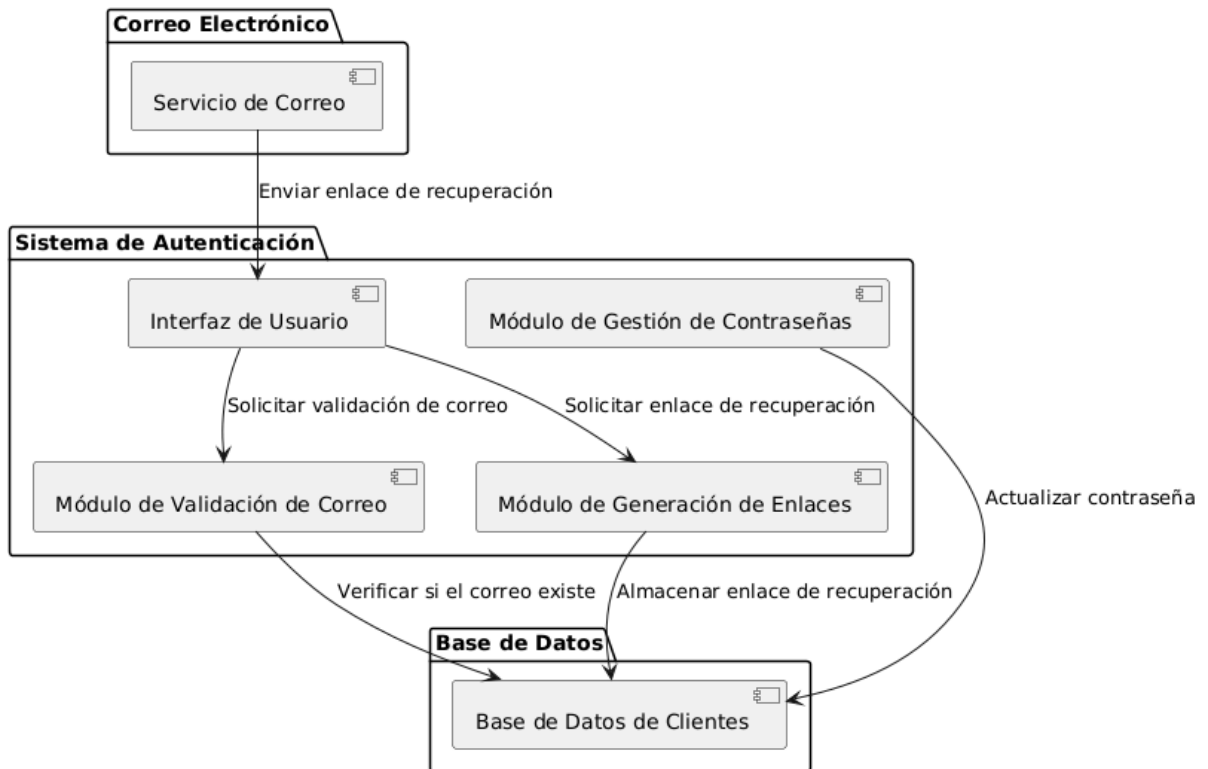 Correo Electrónico
Servicio de Correo
Enviar enlace de recuperación
Sistema de Autenticación
Interfaz de Usuario
Módulo de Gestión de Contraseñas
Solicitar validación de correo
Solicitar enlace de recuperación
Módulo de Validación de Correo
Módulo de Generación de Enlaces
Actualizar contraseña
Verificar si el correo existe
Almacenar enlace de recuperación
Base de Datos
Base de Datos de Clientes